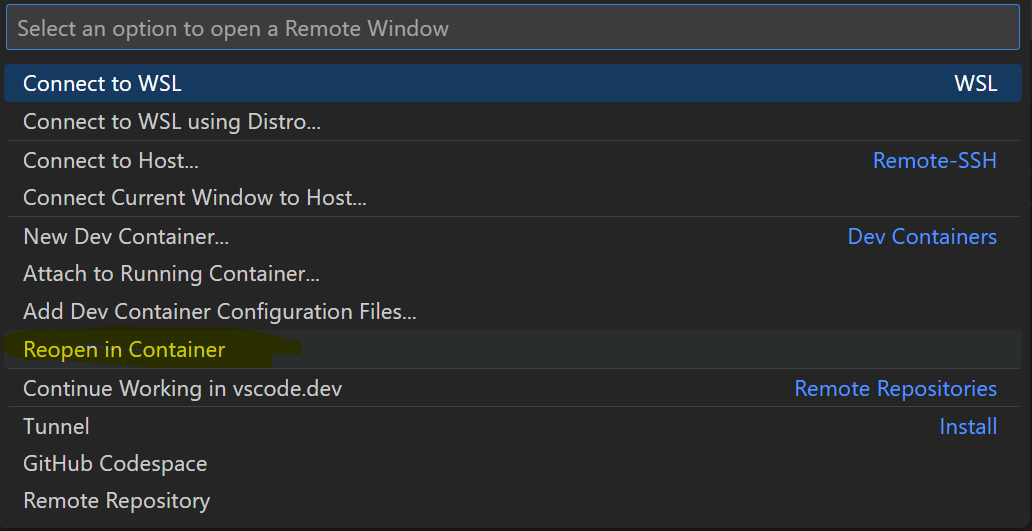 Select an option to open a Remote Window
Connect to WSL WSL
Connect to WSL using Distro...
Connect to Host... Remote-SSH
Connect Current Window to Host...
New Dev Container... Dev Containers
Attach to Running Container...
Add Dev Container Configuration Files...
Reopen in Container
Continue Working in vscode.dev Remote Repositories
Tunnel Install
GitHub Codespace
Remote Repository